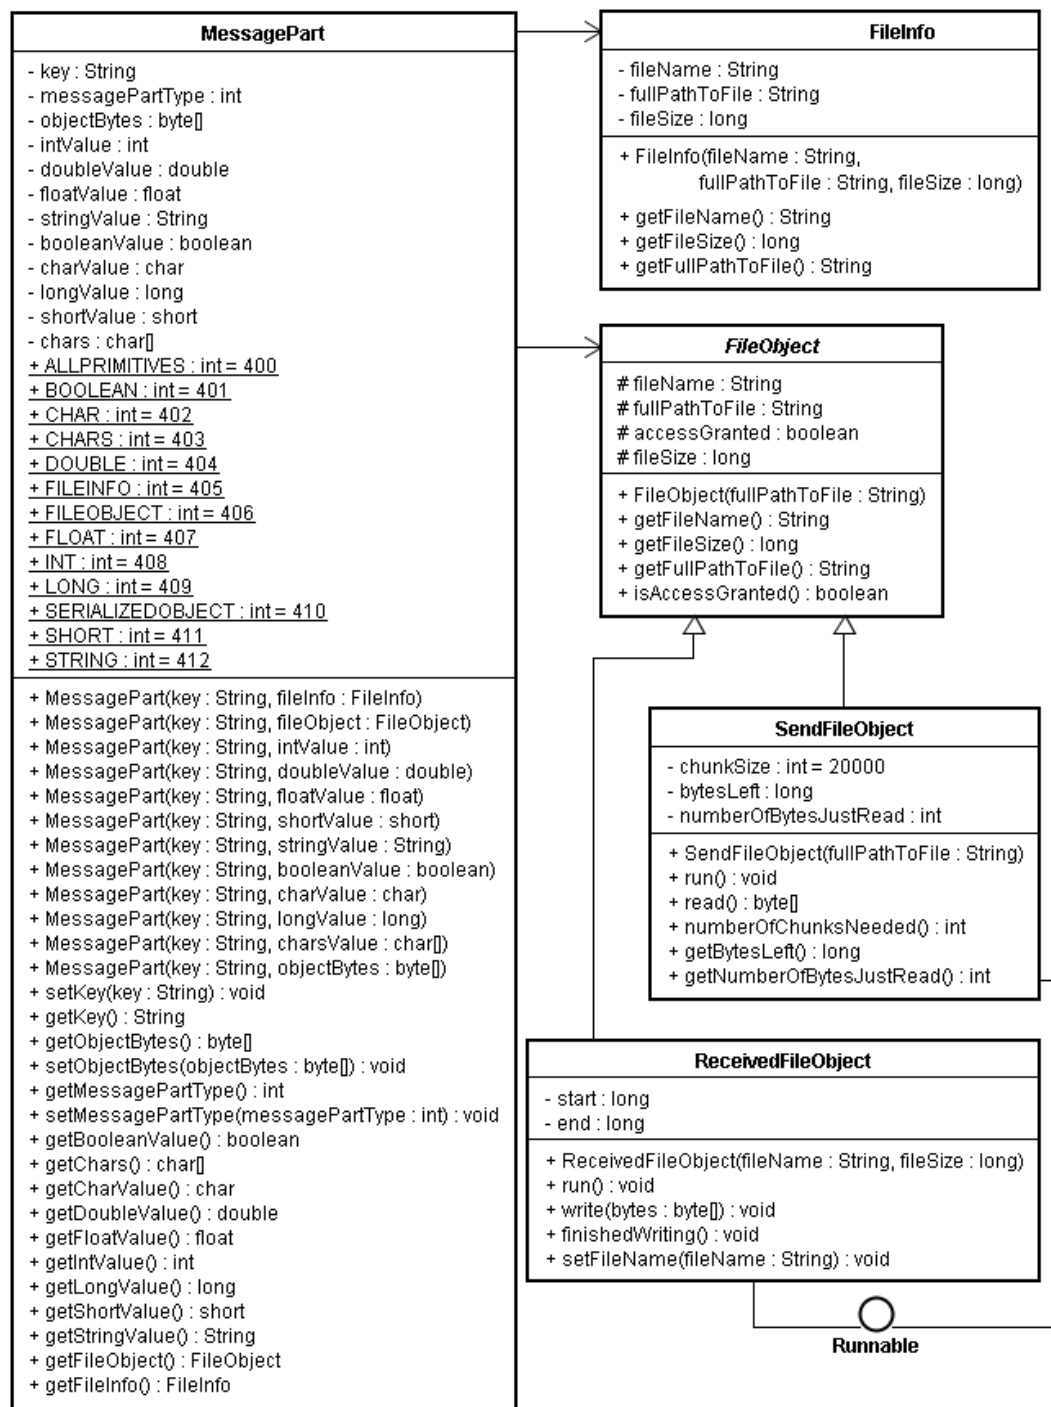 MessagePart
- key : String
- messagePartType : int
- objectBytes : byte[]
- intValue : int
- doubleValue : double
- floatValue : float
- stringValue : String
- booleanValue : boolean
- charValue : char
- longValue : long
- shortValue : short
- chars : char[]
+ ALLPRIMITIVES : int = 400
+ BOOLEAN : int = 401
+ CHAR : int = 402
+ CHARS : int = 403
+ DOUBLE : int = 404
+ FILEINFO : int = 405
+ FILEOBJECT : int = 406
+ FLOAT : int = 407
+ INT : int = 408
+ LONG : int = 409
+ SERIALIZEDOBJECT : int = 410
+ SHORT : int = 411
+ STRING : int = 412
+ MessagePart(key : String, fileInfo : FileInfo)
+ MessagePart(key : String, fileObject : FileObject)
+ MessagePart(key : String, intValue : int)
+ MessagePart(key : String, doubleValue : double)
+ MessagePart(key : String, floatValue : float)
+ MessagePart(key : String, shortValue : short)
+ MessagePart(key : String, stringValue : String)
+ MessagePart(key : String, booleanValue : boolean)
+ MessagePart(key : String, charValue : char)
+ MessagePart(key : String, longValue : long)
+ MessagePart(key : String, charsValue : char[])
+ MessagePart(key : String, objectBytes : byte[])
+ setKey(key : String) : void
+ getKey() : String
+ getObjectBytes() : byte[]
+ setObjectBytes(objectBytes : byte[]) : void
+ getMessagePartType() : int
+ setMessagePartType(messagePartType : int) : void
+ getBooleanValue() : boolean
+ getChars() : char[]
+ getCharValue() : char
+ getDoubleValue() : double
+ getFloatValue() : float
+ getIntValue() : int
+ getLongValue() : long
+ getShortValue() : short
+ getStringValue() : String
+ getFileObject() : FileObject
+ getFileInfo() : FileInfo
FileInfo
- fileName : String
- fullPathToFile : String
- fileSize : long
+ FileInfo(fileName : String,
fullPathToFile : String, fileSize : long)
+ getFileName() : String
+ getFileSize() : long
+ getFullPathToFile() : String
FileObject
# fileName : String
# fullPathToFile : String
# accessGranted : boolean
# fileSize : long
+ FileObject(fullPathToFile : String)
+ getFileName() : String
+ getFileSize() : long
+ getFullPathToFile() : String
+ isAccessGranted() : boolean
SendFileObject
- chunkSize : int = 20000
- bytesLeft : long
- numberOfBytesJustRead : int
+ SendFileObject(fullPathToFile : String)
+ run() : void
+ read() : byte[]
+ numberOfChunksNeeded() : int
+ getBytesLeft() : long
+ getNumberOfBytesJustRead() : int
ReceivedFileObject
- start : long
- end : long
+ ReceivedFileObject(fileName : String, fileSize : long)
+ run() : void
+ write(bytes : byte[]) : void
+ finishedWriting() : void
+ setFileName(fileName : String) : void
Runnable